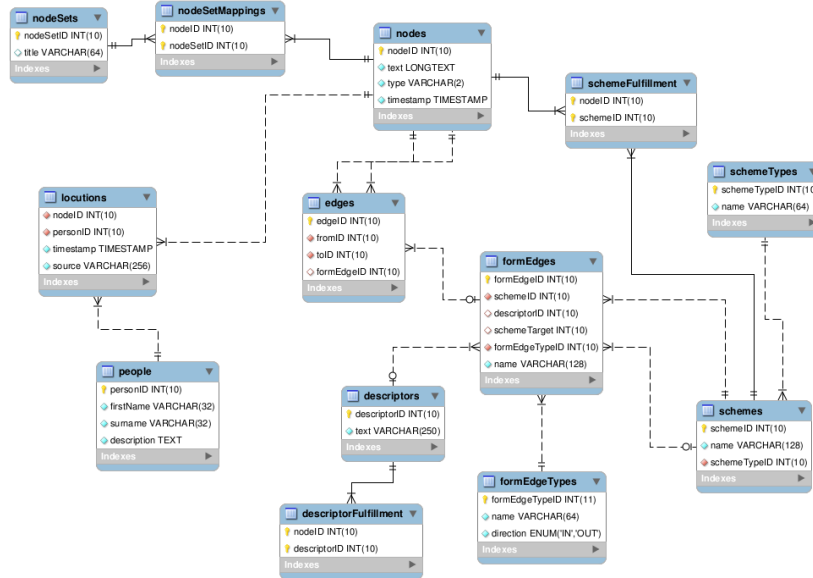 nodeSets
nodeSetID INT(10)
title VARCHAR(64)
Indexes
nodeSetMappings
nodeID INT(10)
nodeSetID INT(10)
Indexes
nodes
nodeID INT(10)
text LONGTEXT
type VARCHAR(2)
timestamp TIMESTAMP
Indexes
schemeFulfillment
nodeID INT(10)
schemeID INT(10)
Indexes
schemeTypes
schemeTypeID INT(10
name VARCHAR(64)
Indexes
locutions
nodeID INT(10)
personID INT(10)
timestamp TIMESTAMP
source VARCHAR(256)
Indexes
edges
edgeID INT(10)
fromID INT(10)
toID INT(10)
formEdgeID INT(10)
Indexes
formEdges
formEdgeID INT(10)
schemeID INT(10)
descriptorID INT(10)
schemeTarget INT(10)
formEdgeTypeID INT(10)
name VARCHAR(128)
Indexes
people
personID INT(10)
firstName VARCHAR(32)
surname VARCHAR(32)
description TEXT
Indexes
descriptors
descriptorID INT(10)
text VARCHAR(250)
Indexes
schemes
schemeID INT(10)
name VARCHAR(128)
schemeTypeID INT(10)
Indexes
descriptorFulfillment
nodeID INT(10)
descriptorID INT(10)
Indexes
formEdgeTypes
formEdgeTypeID INT(11)
name VARCHAR(64)
direction ENUM('IN','OUT')
Indexes